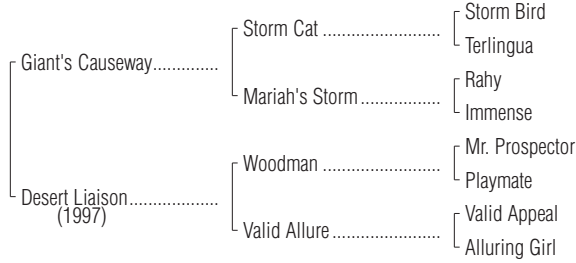 Storm Bird
Storm Cat ..........................
Terlingua
Giant's Causeway..............
Rahy
Mariah's Storm ..................
Immense
Mr. Prospector
Woodman ..........................
Playmate
Desert Liaison...................
(1997)
Valid Appeal
Valid Allure ........................
Alluring Girl